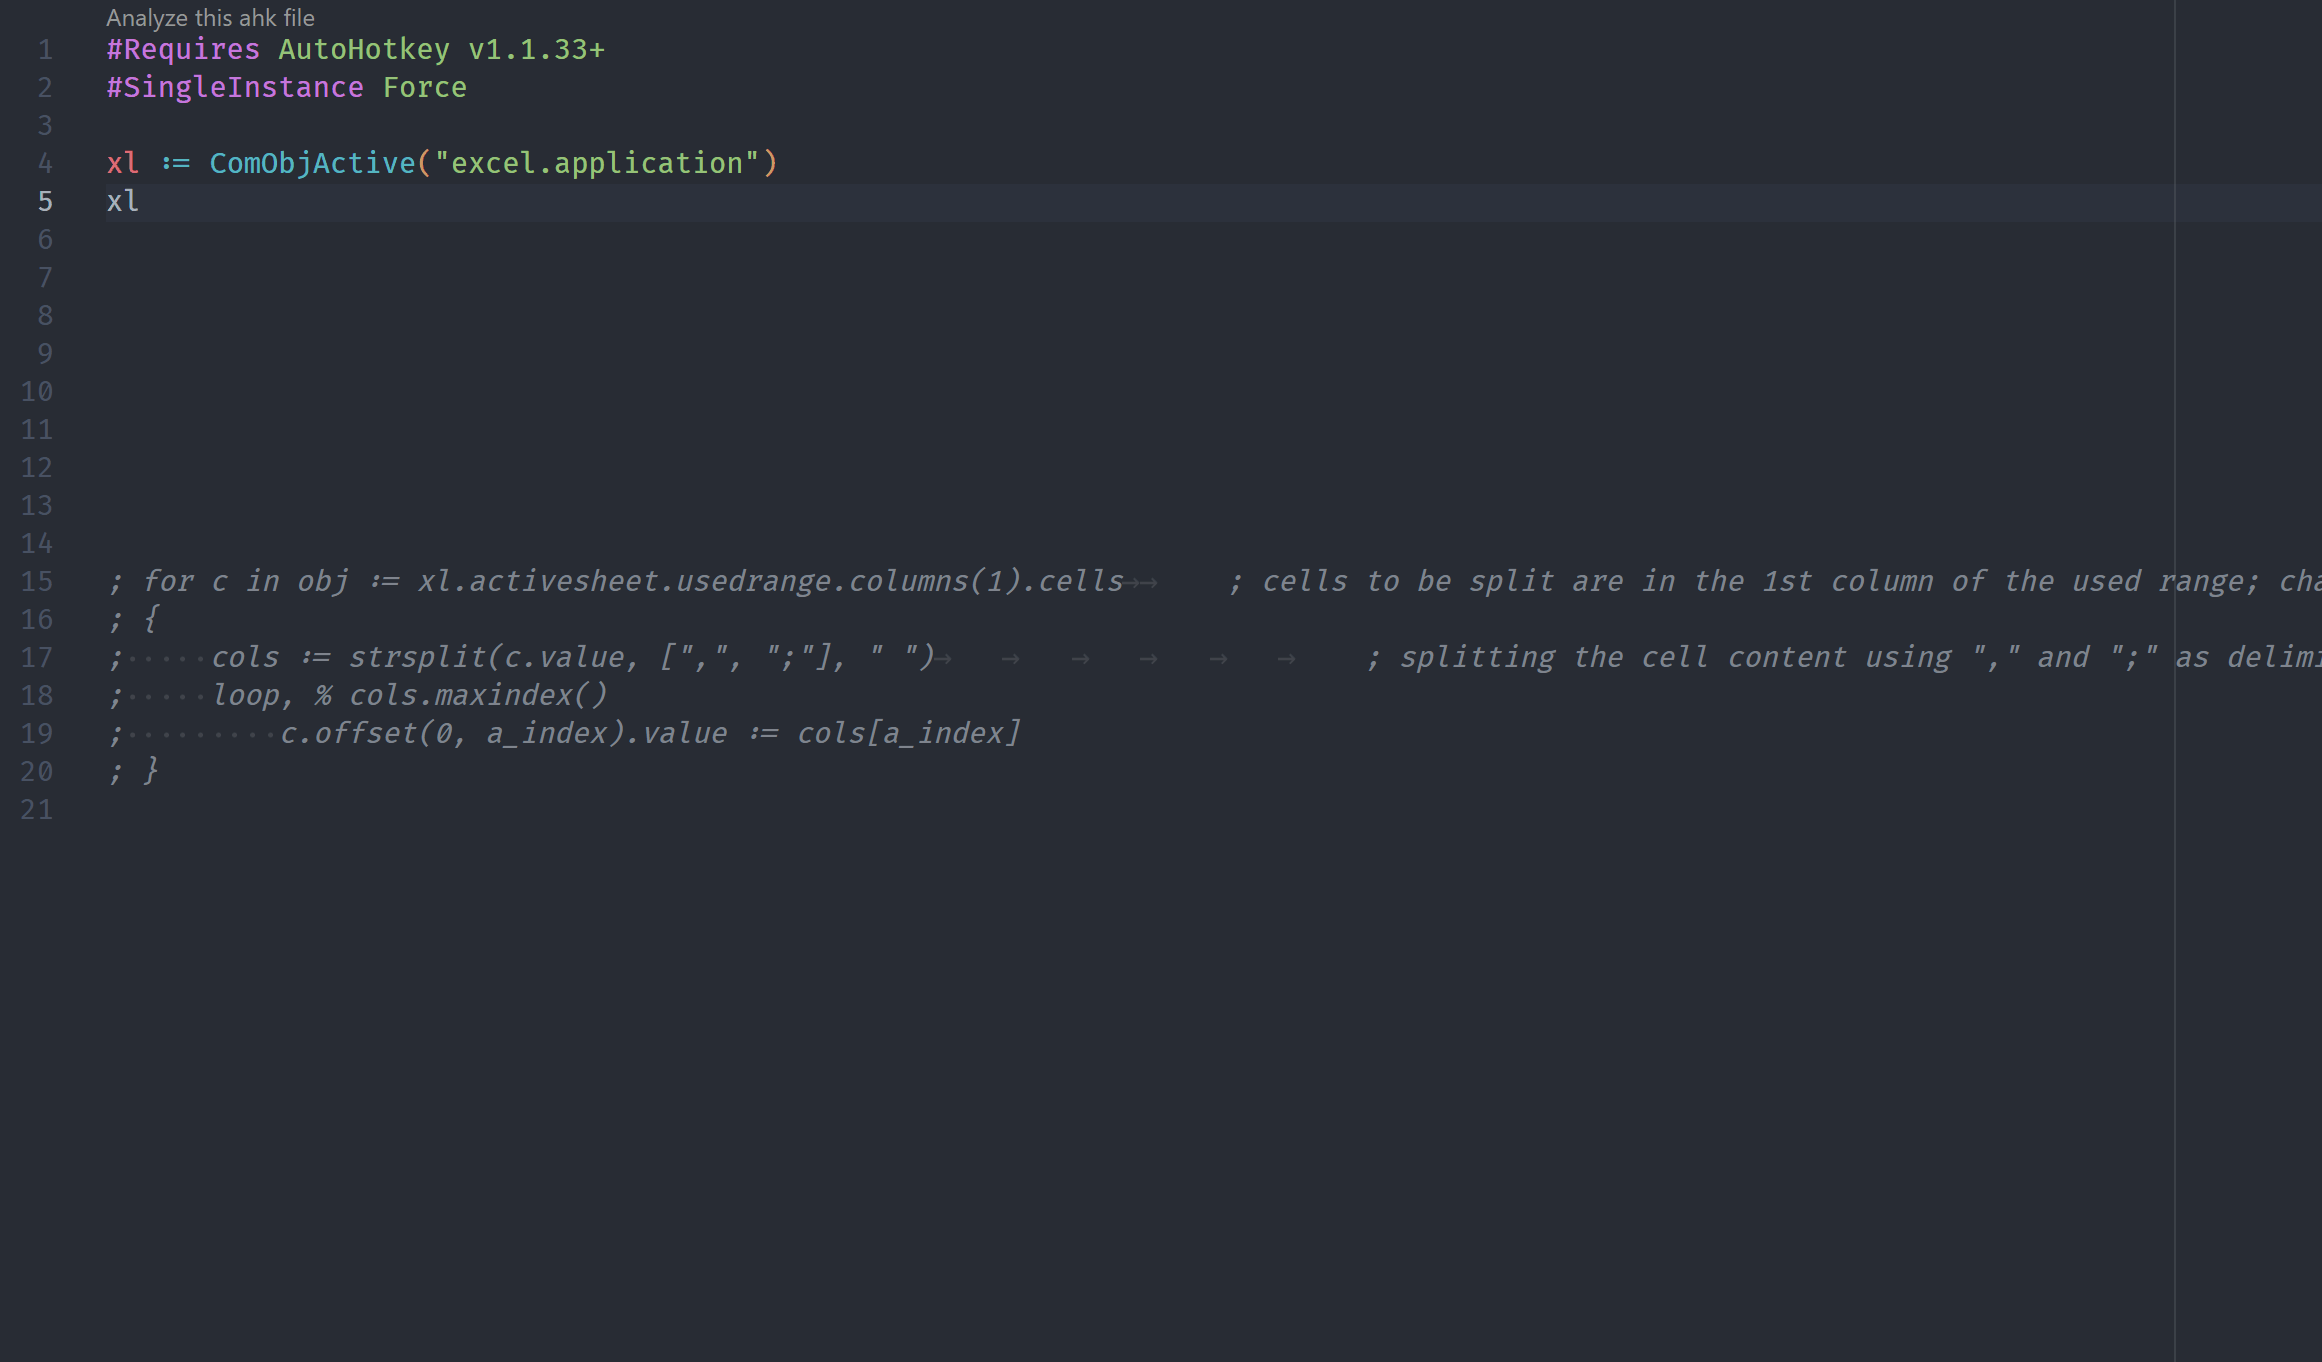 Analyze this ahk file
1 #Requires AutoHotkey v1.1.33+
2 #SingleInstance Force
3
4 xl := ComObjActive("excel.application")
5 xl
6
7
8
9
10
11
12
13
14
15 ; for c in obj := xl.activesheet.usedrange.columns(1).cells ; cells to be split are in the 1st column of the used range;
16 ; {
17 ; cols := strsplit(c.value, [",", ";"], " ") ; splitting the cell content using "," and ";" as
18 ; loop, % cols.maxindex()
19 ; c.offset(0, a_index).value := cols[a_index]
20 ; }
21